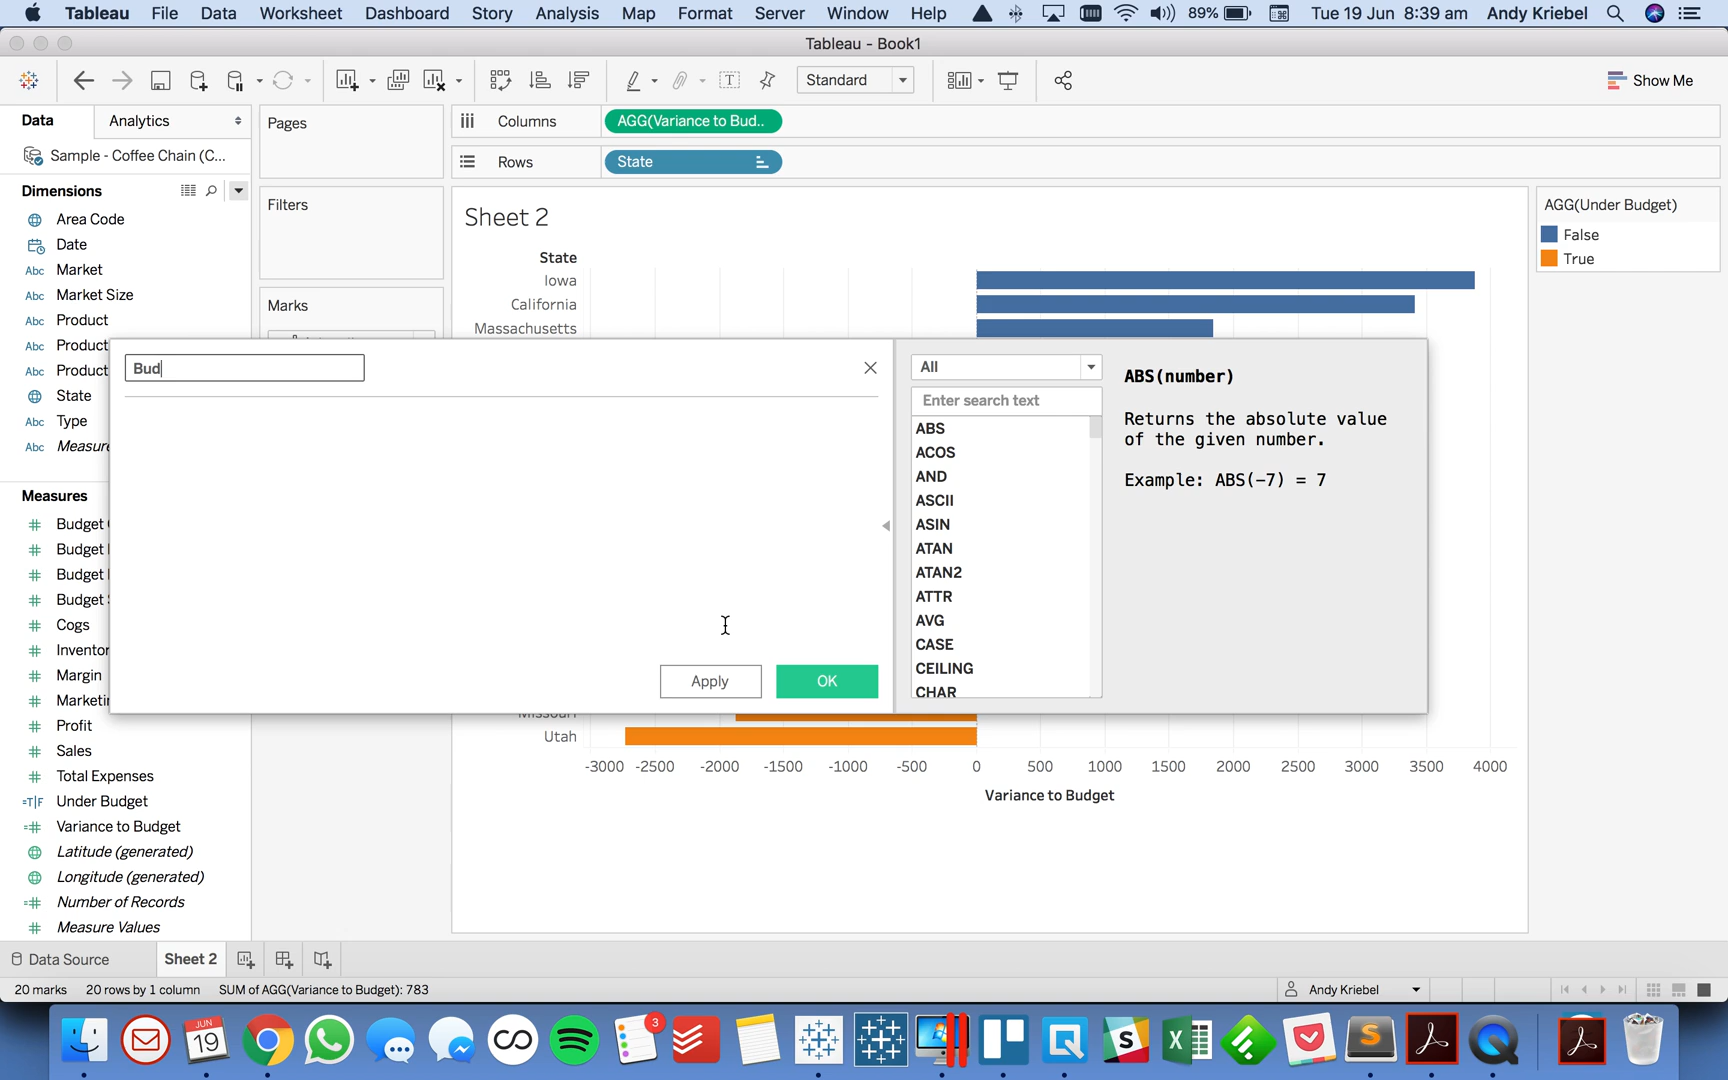 Tableau File Data Worksheet Dashboard Story Analysis Map Format Server Window Help 89% Tue 19 Jun 8:39 am Andy Kriebel
Tableau - Book1
Standard
Show Me
Data Analytics
Pages
Columns AGG(Variance to Bud..
Sample - Coffee Chain (C...
Rows State
Dimensions
Filters
Sheet 2
AGG(Under Budget)
Area Code
False
Date
True
State
Market
Iowa
Market Size
Marks
California
Product
Massachusetts
Product
Product
State
Type
Measure
Bud
All
Enter search text
ABS
ACOS
AND
ASCII
ASIN
ATAN
ATAN2
ATTR
AVG
CASE
CEILING
CHAR
ABS(number)
Returns the absolute value
of the given number.
Example: ABS(-7) = 7
Apply OK
Measures
Budget
Budget
Budget
Budget
Cogs
Inventor
Margin
Marketi
Profit
Sales
Total Expenses
Under Budget
Variance to Budget
Latitude (generated)
Longitude (generated)
Number of Records
Measure Values
Missouri
Utah
-3000 -2500 -2000 -1500 -1000 -500 0 500 1000 1500 2000 2500 3000 3500 4000
Variance to Budget
Data Source Sheet 2
20 marks 20 rows by 1 column SUM of AGG(Variance to Budget): 783
Andy Kriebel
JUN
19
3